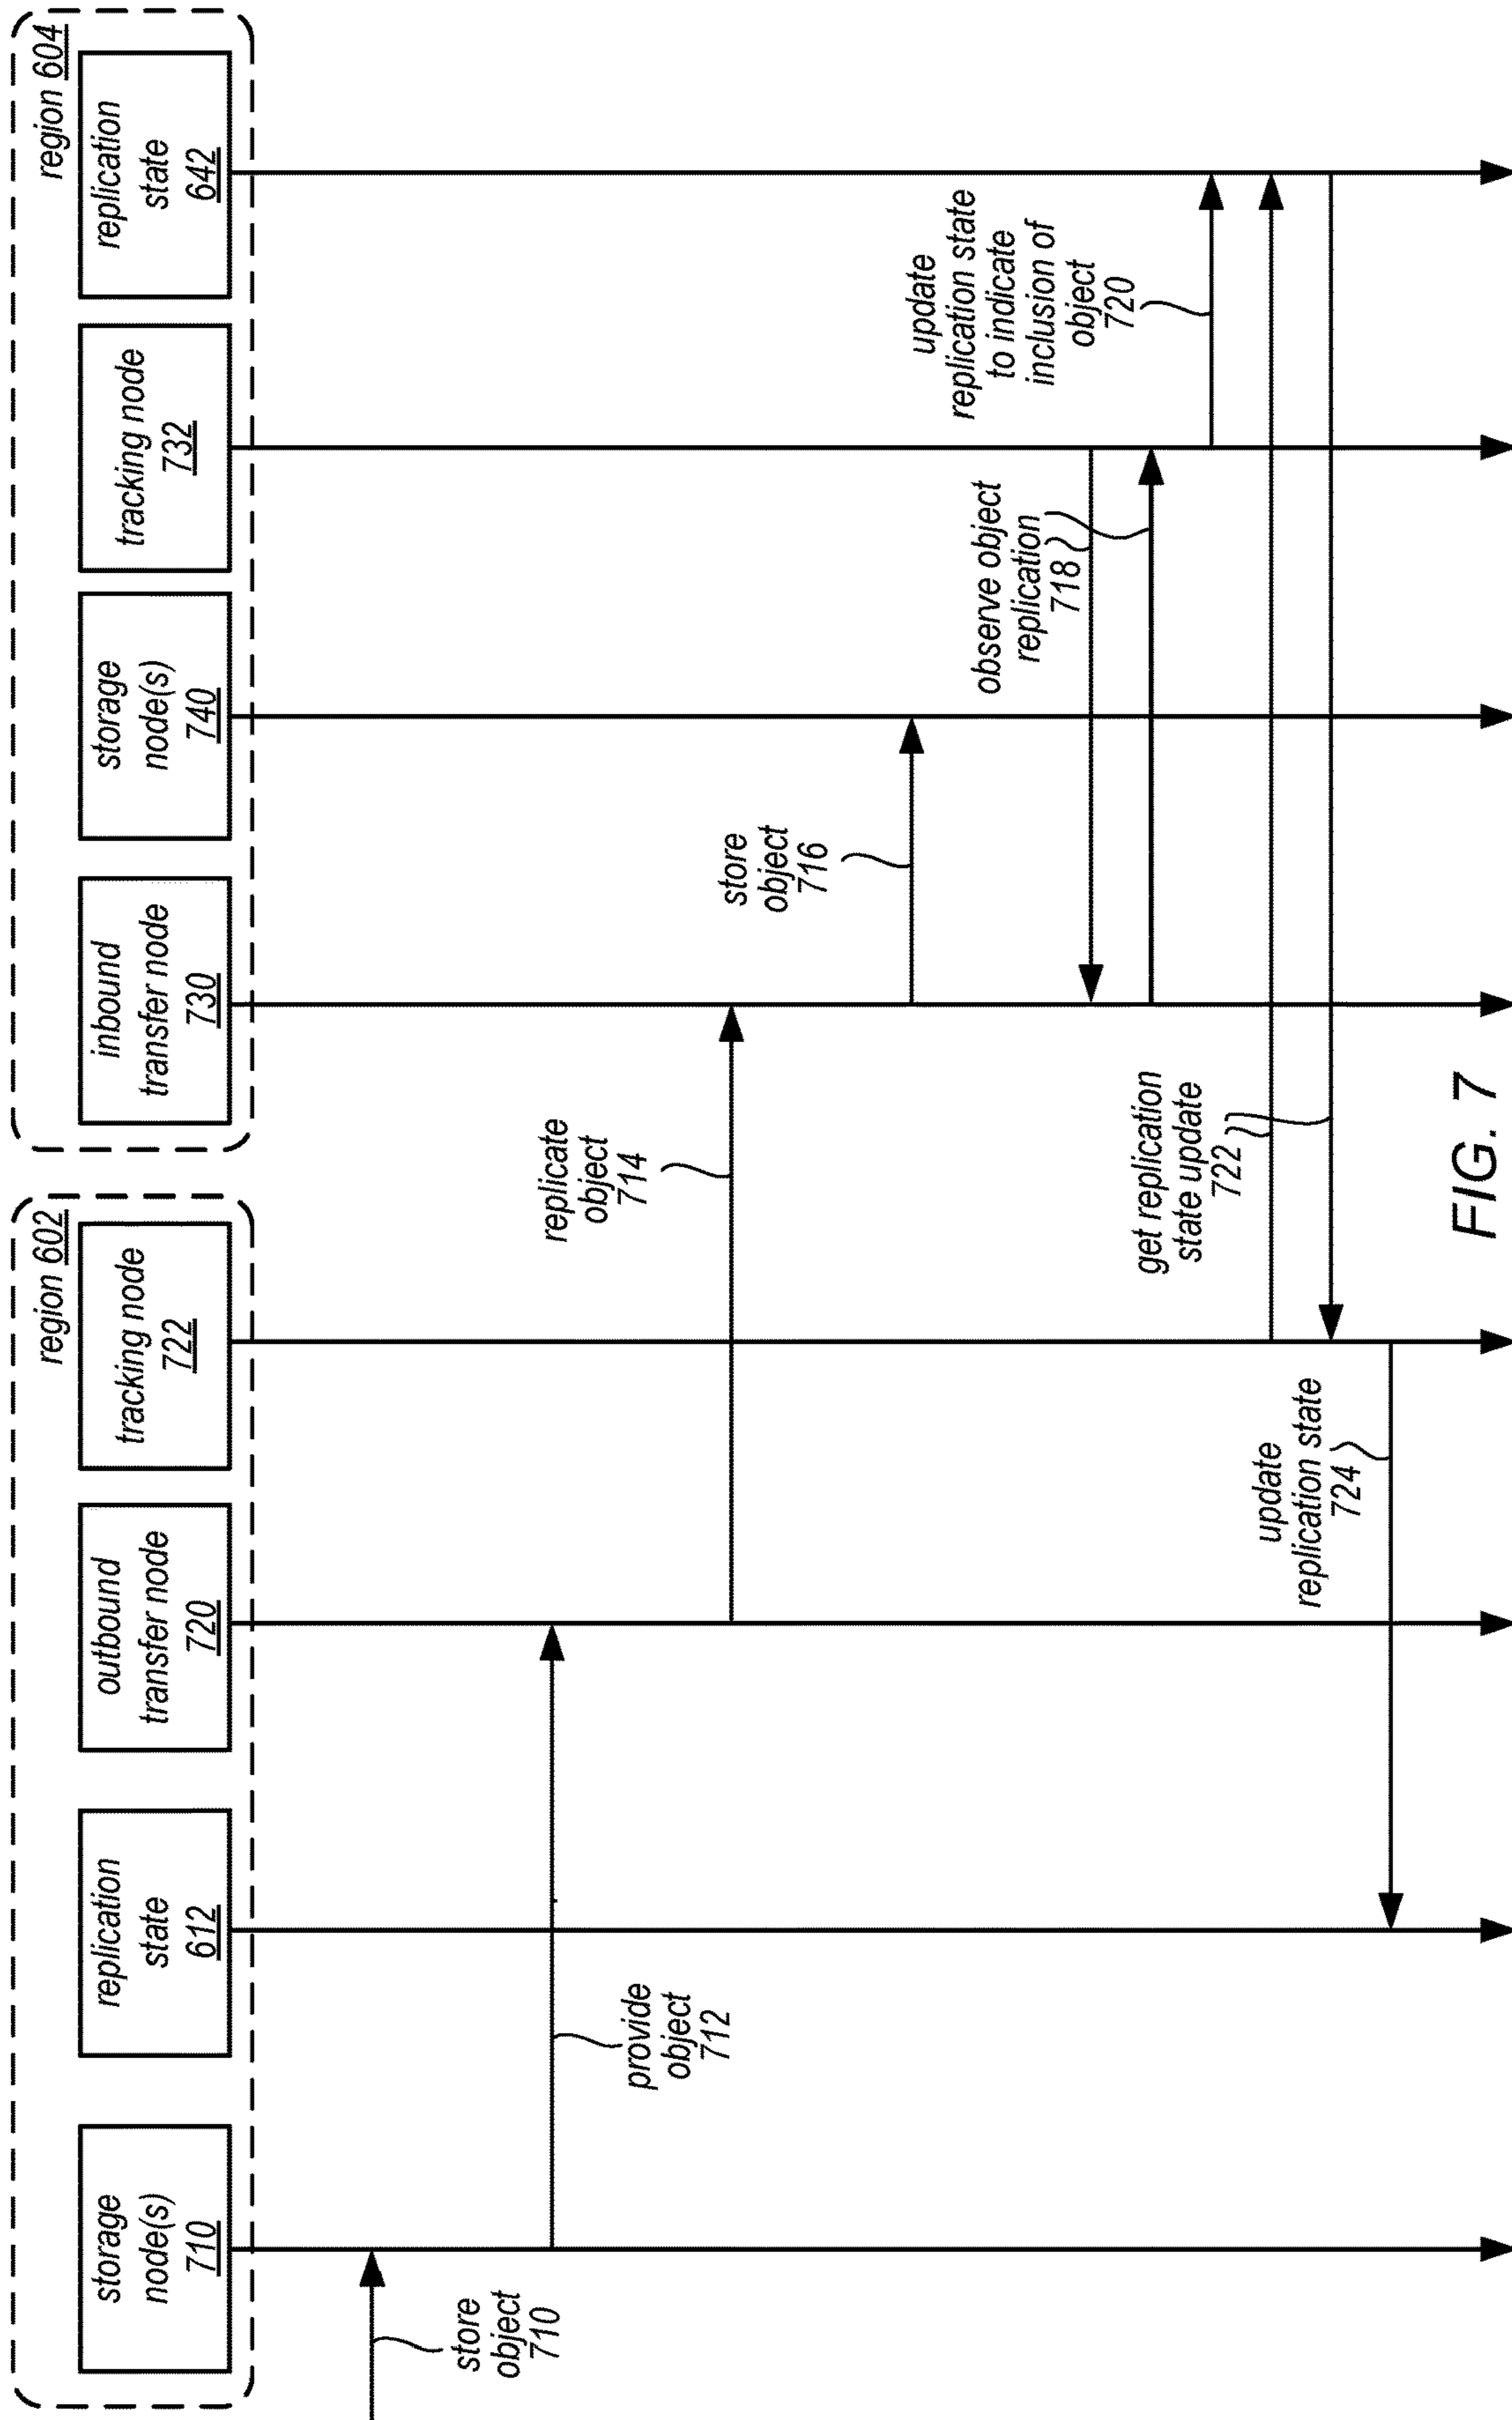 region 602
storage
node(s)
710
replication
state
612
outbound
transfer node
720
tracking node
722
region 604
inbound
transfer node
730
storage
node(s)
740
tracking node
732
replication
state
642
store
object
710
provide
object
712
replicate
object
714
store
object
716
observe object
replication
718
update
replication state
to indicate
inclusion of
object
720
get replication
state update
722
update
replication state
724
FIG. 7